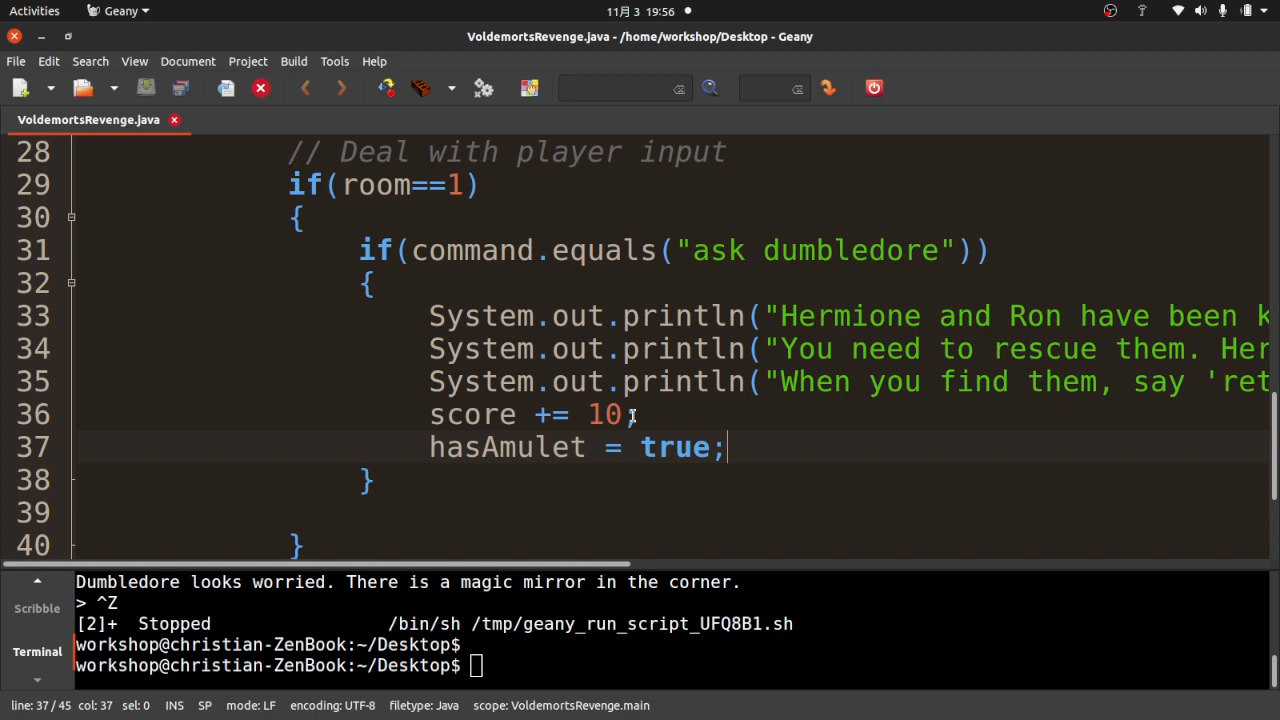 Activities Geany 11月 3 19:56
VoldemortsRevenge.java - /home/workshop/Desktop - Geany
File Edit Search View Document Project Build Tools Help
VoldemortsRevenge.java
28 // Deal with player input
29 if(room==1)
30 {
31 if(command.equals("ask dumbledore"))
32 {
33 System.out.println("Hermione and Ron have been k
34 System.out.println("You need to rescue them. Her
35 System.out.println("When you find them, say 'ret
36 score += 10;
37 hasAmulet = true;
38 }
39
40 }
Scribble
Terminal
Dumbledore looks worried. There is a magic mirror in the corner.
> ^Z
[2]+ Stopped /bin/sh /tmp/geany_run_script_UFQ8B1.sh
workshop@christian-ZenBook:~/Desktop$
workshop@christian-ZenBook:~/Desktop$
line: 37 / 45 col: 37 sel: 0 INS SP mode: LF encoding: UTF-8 filetype: Java scope: VoldemortsRevenge.main